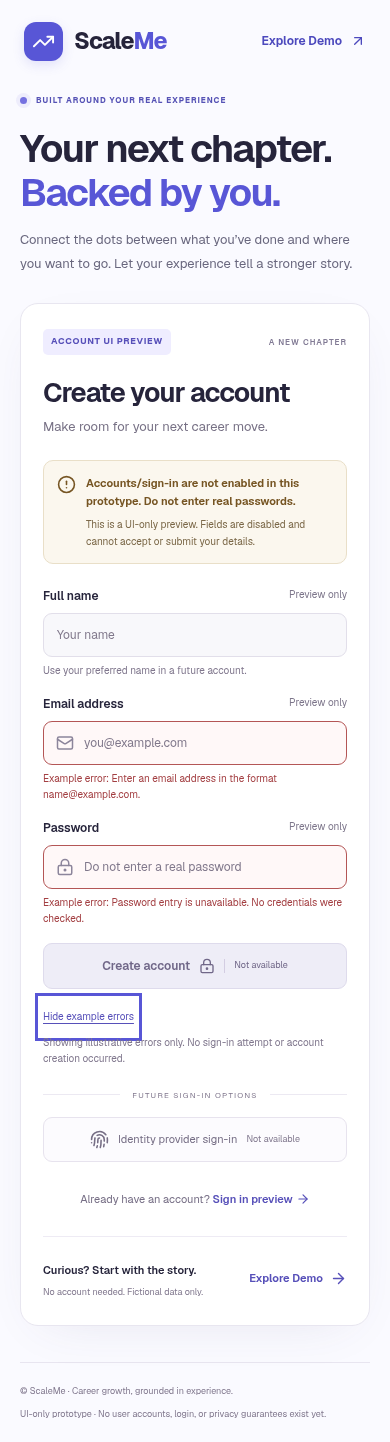 ScaleMe
Explore Demo
BUILT AROUND YOUR REAL EXPERIENCE
Your next chapter.
Backed by you.
Connect the dots between what you’ve done and where
you want to go. Let your experience tell a stronger story.
ACCOUNT UI PREVIEW
A NEW CHAPTER
Create your account
Make room for your next career move.
Accounts/sign-in are not enabled in this
prototype. Do not enter real passwords.
This is a UI-only preview. Fields are disabled and
cannot accept or submit your details.
Full name
Preview only
Your name
Use your preferred name in a future account.
Email address
Preview only
you@example.com
Example error: Enter an email address in the format
name@example.com.
Password
Preview only
Do not enter a real password
Example error: Password entry is unavailable. No credentials were
checked.
Create account
Not available
Hide example errors
Showing illustrative errors only. No sign-in attempt or account
creation occurred.
FUTURE SIGN-IN OPTIONS
Identity provider sign-in
Not available
Already have an account? Sign in preview
Curious? Start with the story.
Explore Demo
No account needed. Fictional data only.
© ScaleMe · Career growth, grounded in experience.
UI-only prototype · No user accounts, login, or privacy guarantees exist yet.